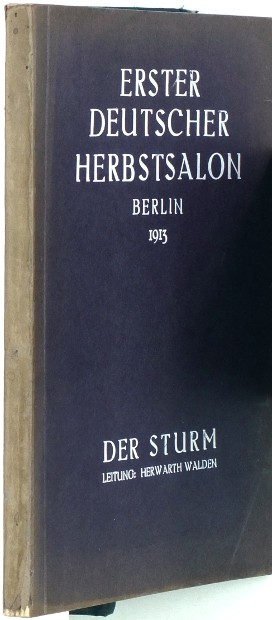 ERSTER
DEUTSCHER
HERBSTSALON
BERLIN
1913
DER STURM
LEITUNG: HERWARTH WALDEN